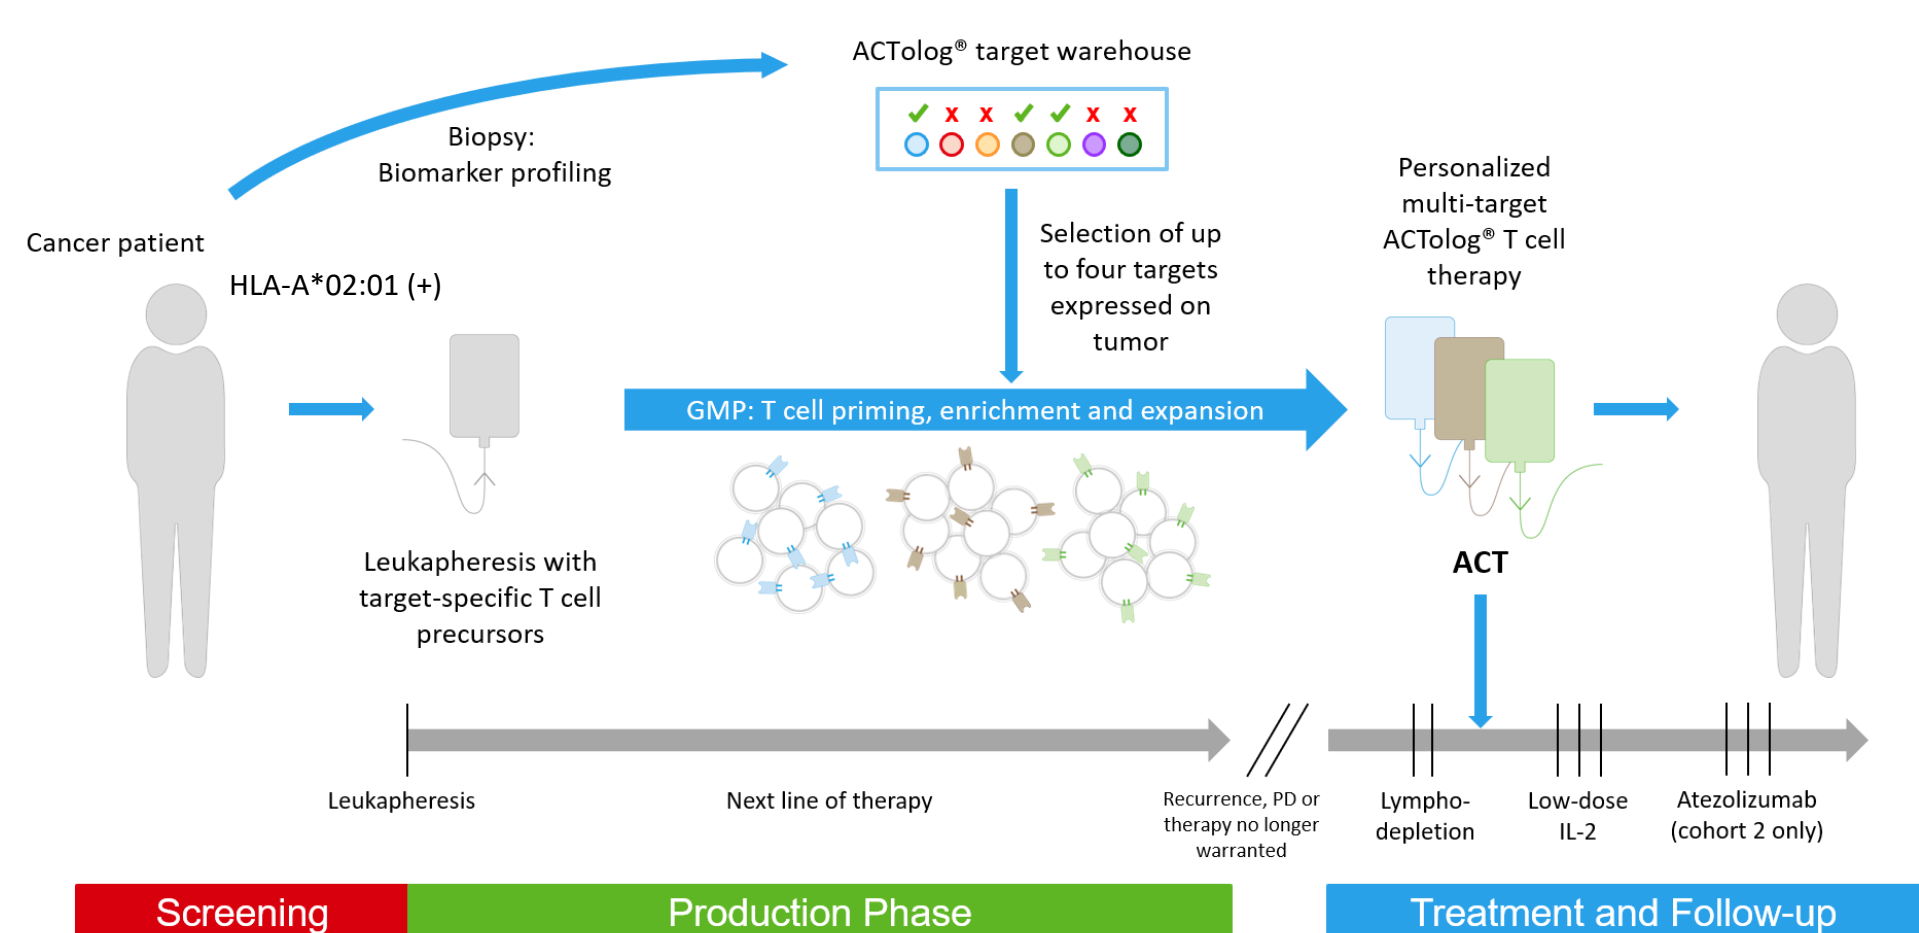 ACTolog® target warehouse
✓ x x ✓ ✓ x x
Biopsy:
Biomarker profiling
Cancer patient
HLA-A*02:01 (+)
Selection of up
to four targets
expressed on
tumor
Personalized
multi-target
ACTolog® T cell
therapy
GMP: T cell priming, enrichment and expansion
Leukapheresis with
target-specific T cell
precursors
ACT
Leukapheresis
Next line of therapy
Recurrence, PD or
therapy no longer
warranted
Lympho-
depletion
Low-dose
IL-2
Atezolizumab
(cohort 2 only)
Screening
Production Phase
Treatment and Follow-up